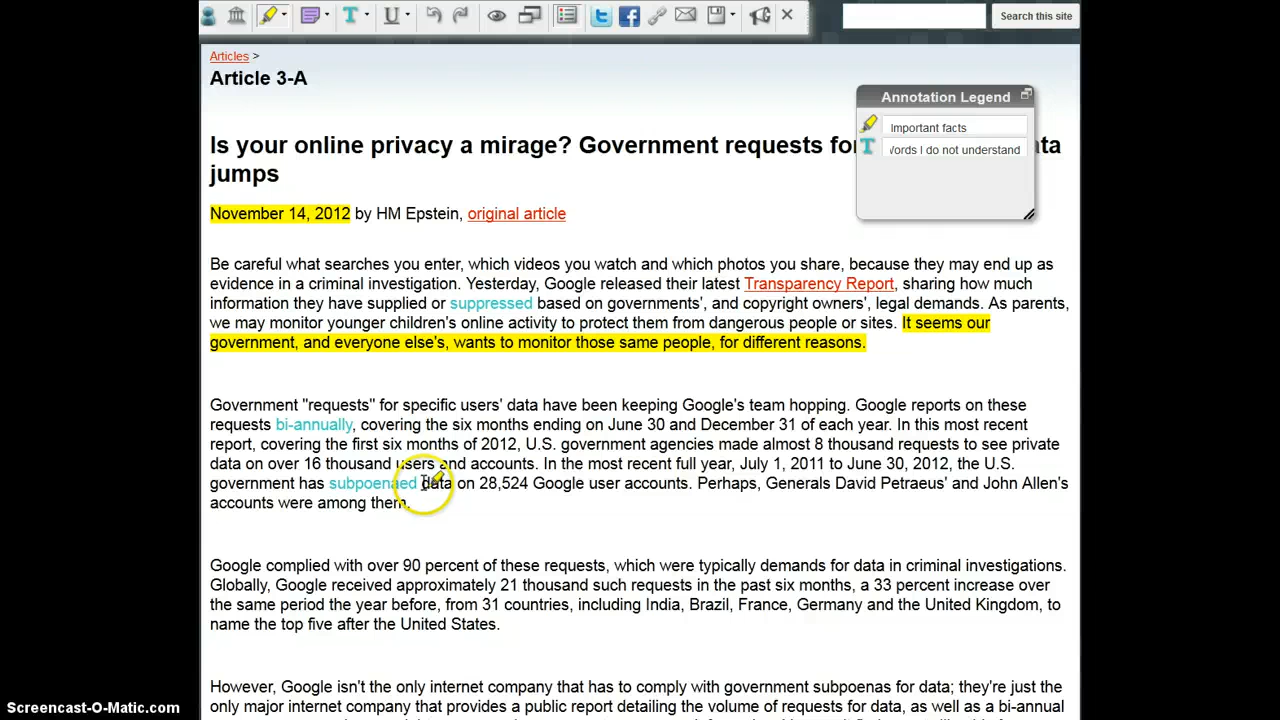 Search this site
Articles >
Article 3-A
Annotation Legend
Important facts
Words I do not understand
Is your online privacy a mirage? Government requests for ata
jumps
November 14, 2012 by HM Epstein, original article
Be careful what searches you enter, which videos you watch and which photos you share, because they may end up as
evidence in a criminal investigation. Yesterday, Google released their latest Transparency Report, sharing how much
information they have supplied or suppressed based on governments', and copyright owners', legal demands. As parents,
we may monitor younger children's online activity to protect them from dangerous people or sites. It seems our
government, and everyone else's, wants to monitor those same people, for different reasons.
Government "requests" for specific users' data have been keeping Google's team hopping. Google reports on these
requests bi-annually, covering the six months ending on June 30 and December 31 of each year. In this most recent
report, covering the first six months of 2012, U.S. government agencies made almost 8 thousand requests to see private
data on over 16 thousand users and accounts. In the most recent full year, July 1, 2011 to June 30, 2012, the U.S.
government has subpoenaed data on 28,524 Google user accounts. Perhaps, Generals David Petraeus' and John Allen's
accounts were among them.
Google complied with over 90 percent of these requests, which were typically demands for data in criminal investigations.
Globally, Google received approximately 21 thousand such requests in the past six months, a 33 percent increase over
the same period the year before, from 31 countries, including India, Brazil, France, Germany and the United Kingdom, to
name the top five after the United States.
However, Google isn't the only internet company that has to comply with government subpoenas for data; they're just the
only major internet company that provides a public report detailing the volume of requests for data, as well as a bi-annual
Screencast-O-Matic.com